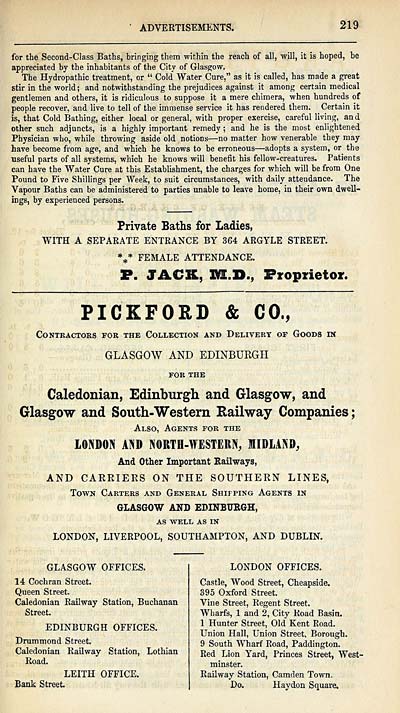 ADVERTISEMENTS. 219
for the Second-Class Baths, bringing them within the reach of all, will, it is hoped, be
appreciated by the inhabitants of the City of Glasgow.
The Hydropathic treatment, or “ Cold Water Cure,” as it is called, has made a great
stir in the world; and notwithstanding the prejudices against it among certain medical
gentlemen and others, it is ridiculous to suppose it a mere chimera, when hundreds of
people recover, and live to tell of the immense service it has rendered them. Certain it
is, that Cold Bathing, either local or general, with proper exercise, careful living, and
other such adjuncts, is a highly important remedy; and he is the most enlightened
Physician who, while throwing aside old notions—no matter how venerable they may
have become from age, and which he knows to be erroneous—adopts a system, or the
useful parts of all systems, which he knows will benefit his fellow-creatures. Patients
can have the Water Cure at this Establishment, the charges for which will be from One
Pound to Five Shillings per Week, to suit circumstances, with daily attendance. The
Vapour Baths can be administered to parties unable to leave home, in their own dwell-
ings, by experienced persons.
Private Baths for Ladies,
WITH A SEPARATE ENTRANCE BY 364 ARGYLE STREET.
*** FEMALE ATTENDANCE.
P. JACK, M.D., Proprietor.
PICKFORD & CO.,
CONTRACTORS FOR THE COLLECTION AND DELIVERY OF GOODS IN
GLASGOW AND EDINBURGH
FOR THE
Caledonian, Edinburgh and Glasgow, and
Glasgow and South-Western Railway Companies;
ALSO, AGENTS FOR THE
LONDON AND NORTH-WESTERN, MIDLAND,
And Other Important Railways,
AND CARRIERS ON THE SOUTHERN LINES,
TOWN CARTERS AND GENERAL SHIPPING AGENTS IN
GLASGOW AND EDINBURGH,
AS WELL AS IN
LONDON, LIVERPOOL, SOUTHAMPTON, AND DUBLIN.
GLASGOW OFFICES.
14 Cochran Street.
Queen Street.
Caledonian Railway Station, Buchanan
Street.
EDINBURGH OFFICES.
Drummond Street.
Caledonian Railway Station, Lothian
Road.
LEITH OFFICE.
Bank Street.
LONDON OFFICES.
Castle, Wood Street, Cheapside.
395 Oxford Street.
Vine Street, Regent Street.
Wharfs, 1 and 2, City Road Basin.
1 Hunter Street, Old Kent Road.
Union Hall, Union Street, Borough.
9 South Wharf Road, Paddington.
Red Lion Yard, Princes Street, West-
minster.
Railway Station, Camden Town.
Do. Haydon Square.